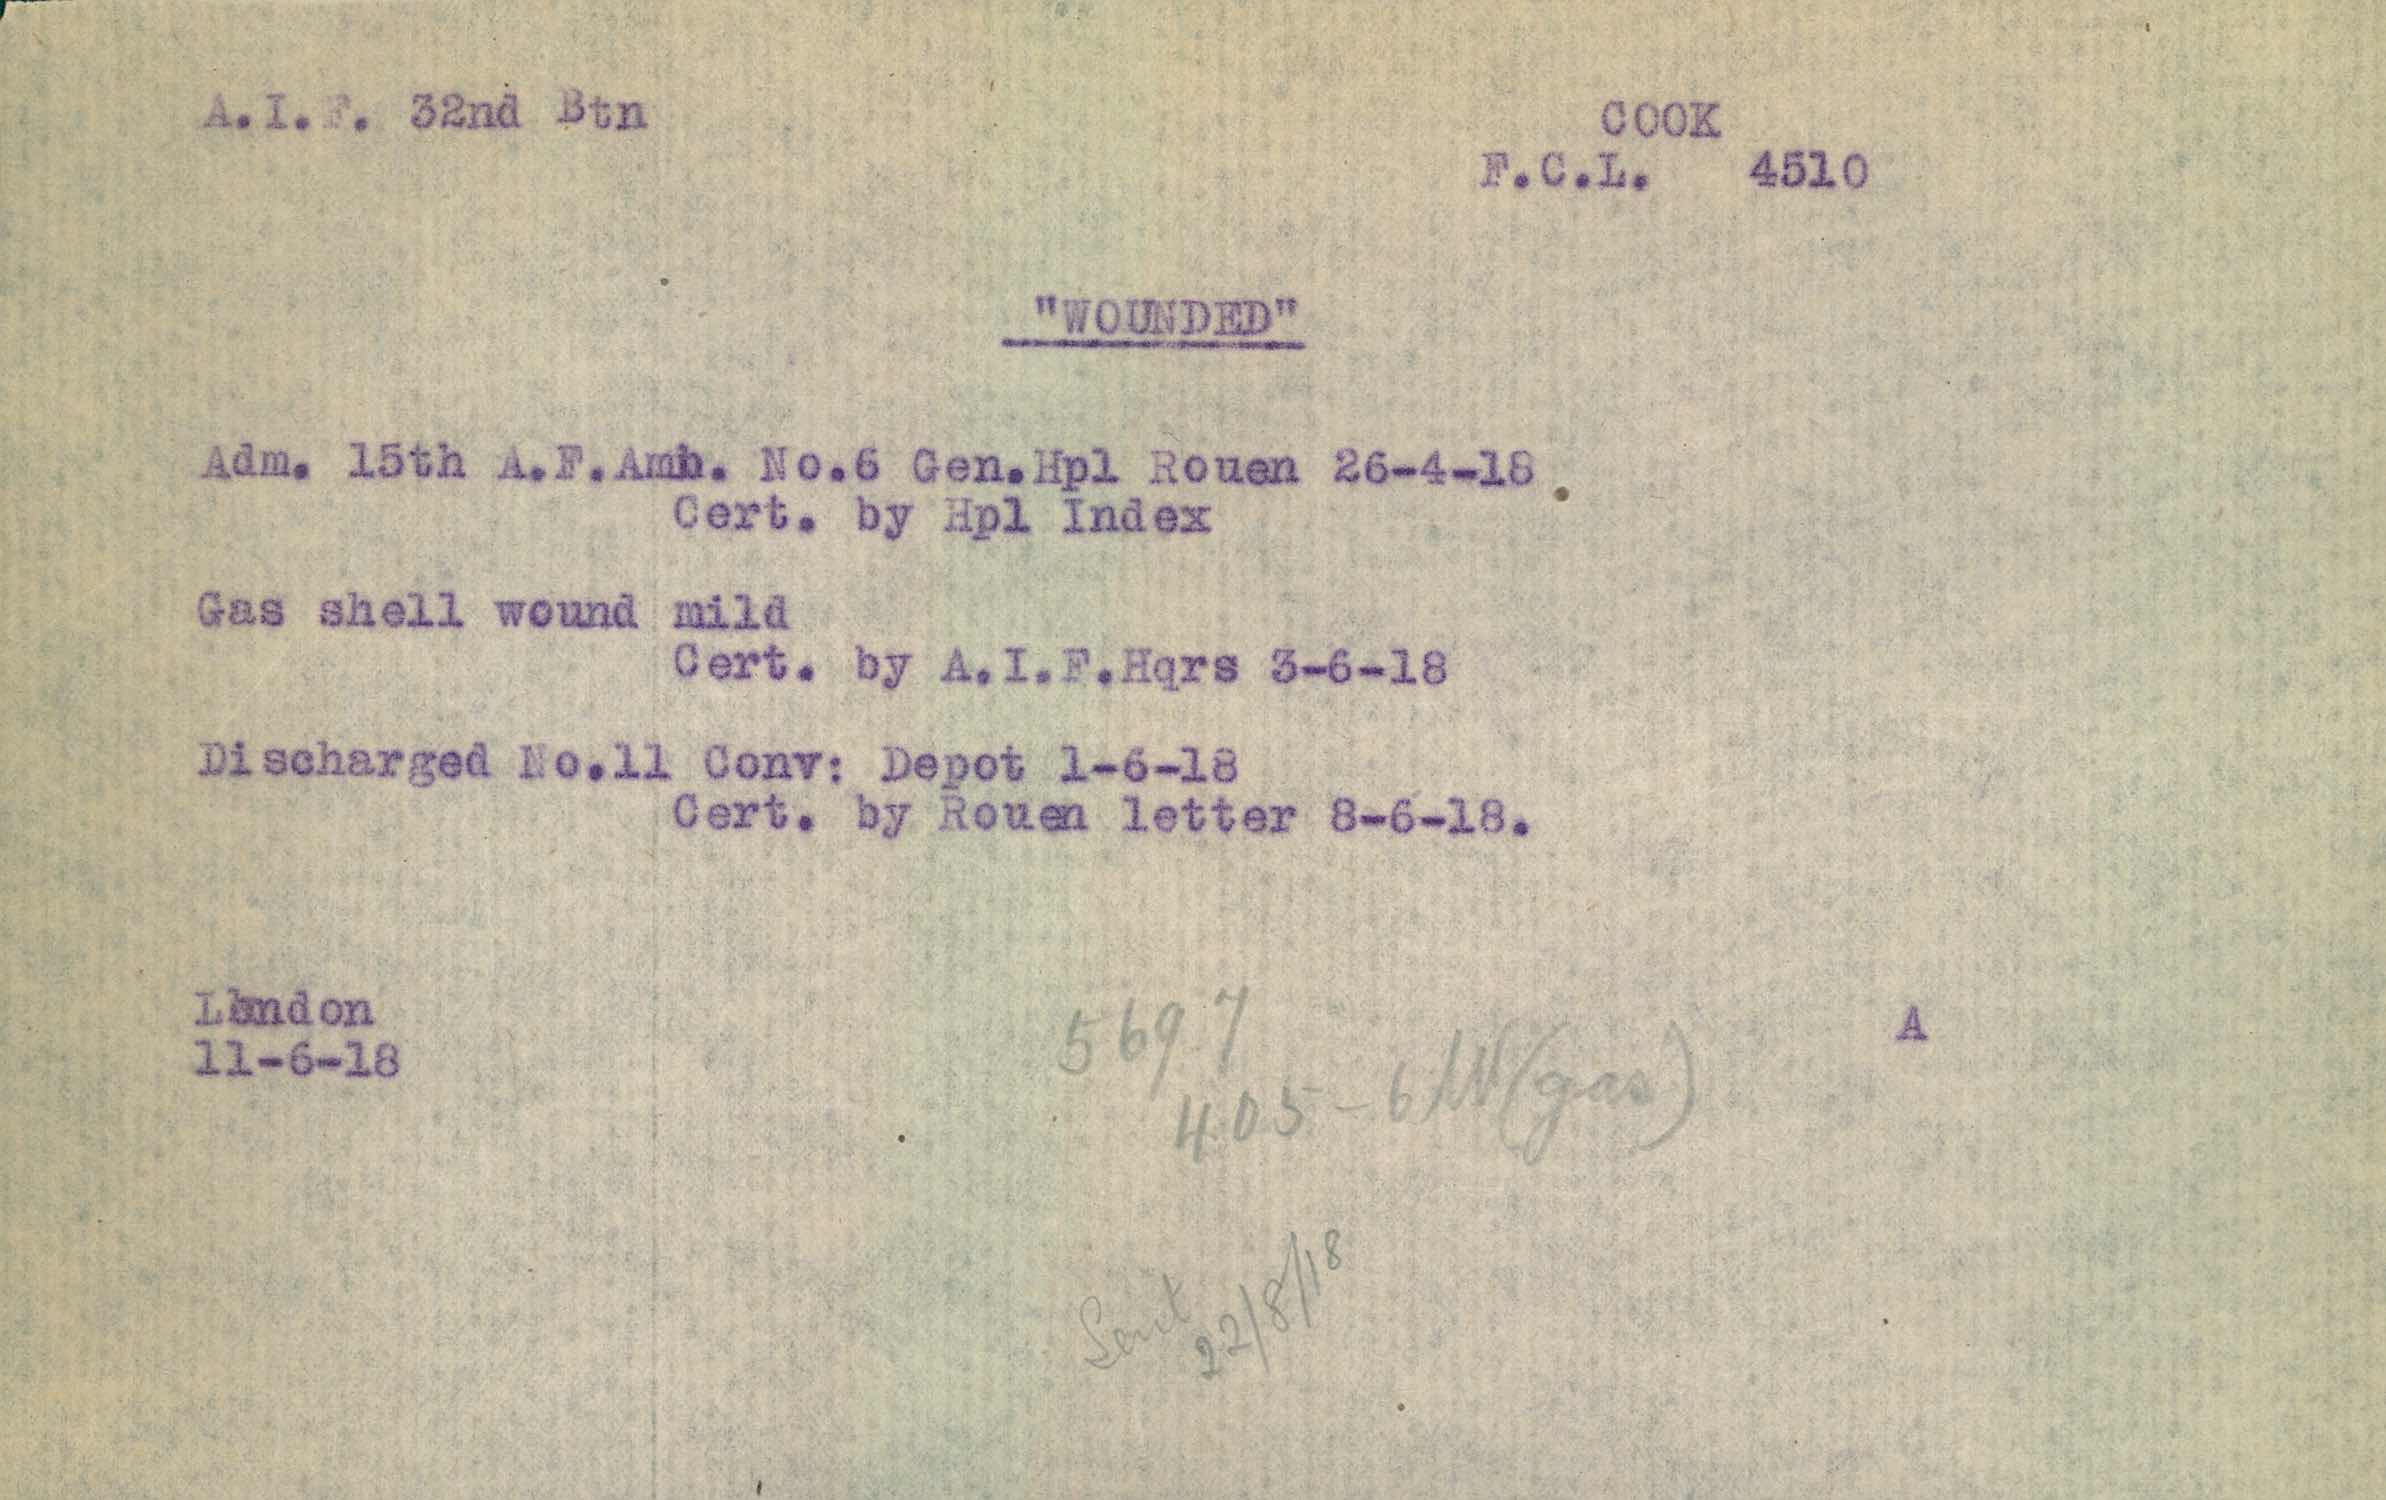 A.I.F. 32nd Btn
COOK
F.C.L. 4510
"WOUNDED"
Adm. 15th A.F.Amb. No.6 Gen.Hpl Rouen 26-4-18
Cert. by Hpl Index
Gas shell wound mild
Cert. by A.I.F.Hqrs 3-6-18
Discharged No.11 Conv: Depot 1-6-18
Cert. by Rouen letter 8-6-18.
London
11-6-18
A
5697
405 - 6 W (gas)
Sent
22/8/18